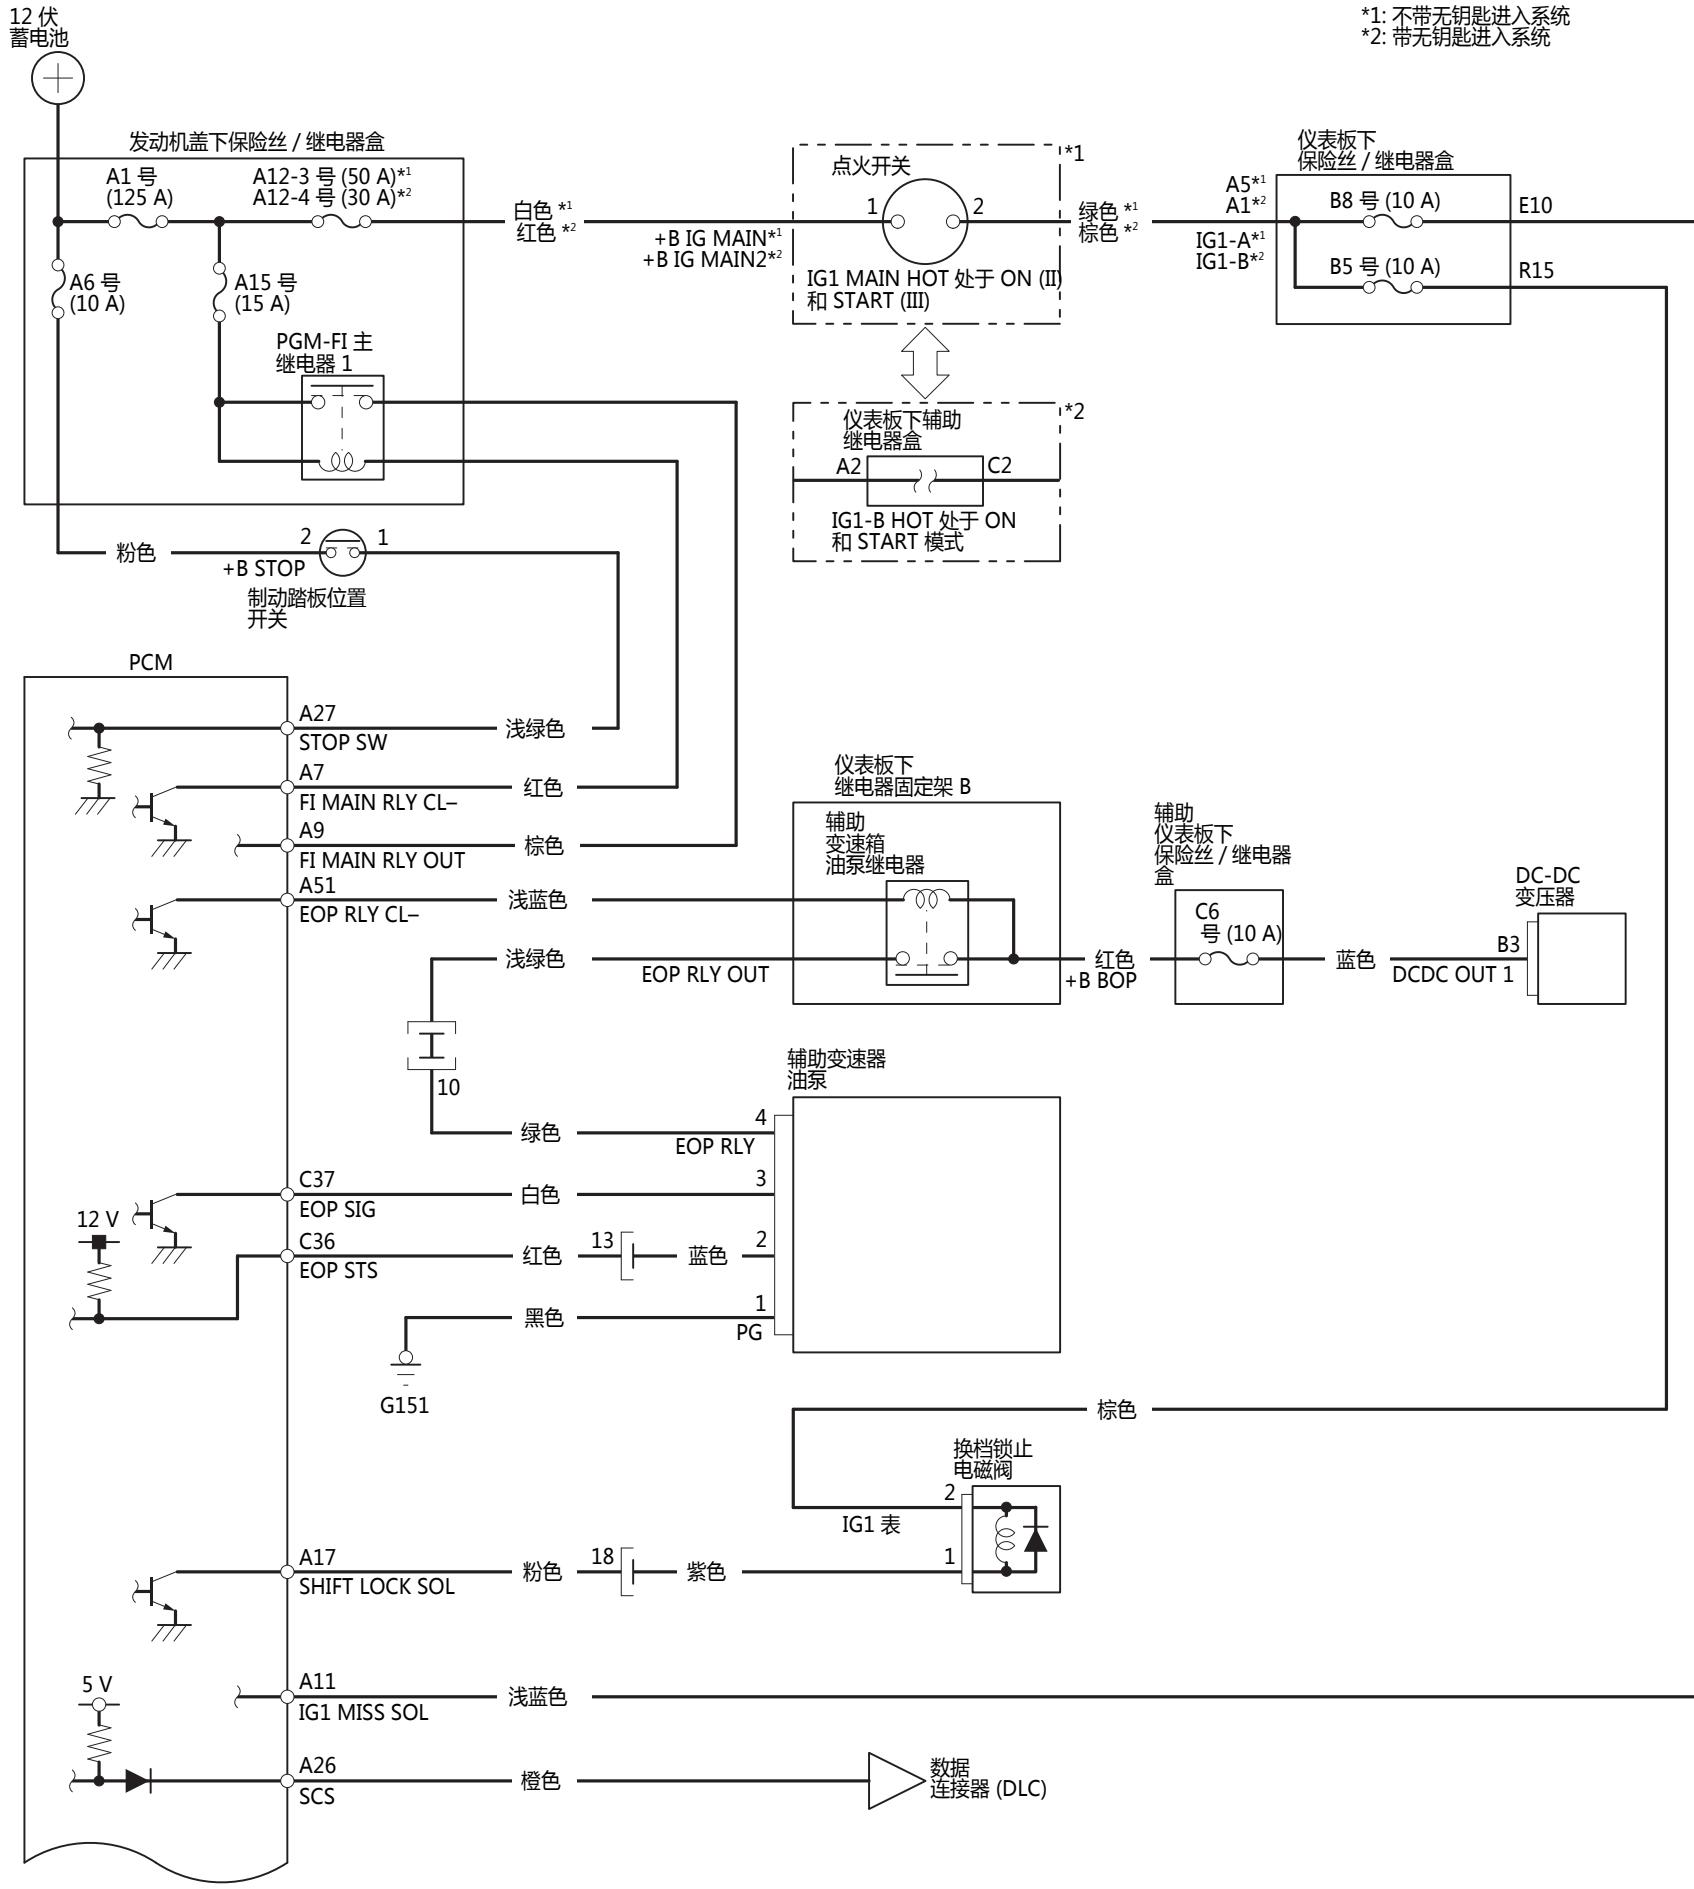 12 伏
蓄电池
*1: 不带无钥匙进入系统
*2: 带无钥匙进入系统
发动机盖下保险丝 / 继电器盒
A1 号
(125 A)
A12-3 号 (50 A)*1
A12-4 号 (30 A)*2
白色 *1
红色 *2
+B IG MAIN*1
+B IG MAIN2*2
*1
点火开关
1
2
IG1 MAIN HOT 处于 ON (II)
和 START (III)
绿色 *1
棕色 *2
仪表板下
保险丝 / 继电器盒
A5*1
A1*2
IG1-A*1
IG1-B*2
B8 号 (10 A)
E10
B5 号 (10 A)
R15
A6 号
(10 A)
A15 号
(15 A)
PGM-FI 主
继电器 1
*2
仪表板下辅助
继电器盒
A2
C2
IG1-B HOT 处于 ON
和 START 模式
粉色
2
1
+B STOP
制动踏板位置
开关
PCM
A27
STOP SW
浅绿色
A7
FI MAIN RLY CL–
红色
A9
FI MAIN RLY OUT
棕色
A51
EOP RLY CL–
浅蓝色
仪表板下
继电器固定架 B
辅助
变速箱
油泵继电器
浅绿色
EOP RLY OUT
红色
+B BOP
辅助
仪表板下
保险丝 / 继电器
盒
C6
号 (10 A)
蓝色
DC-DC
变压器
B3
DCDC OUT 1
10
辅助变速器
油泵
绿色
4
EOP RLY
C37
EOP SIG
白色
3
12 V
C36
EOP STS
红色
13
蓝色
2
黑色
1
PG
G151
棕色
换档锁止
电磁阀
2
IG1 表
A17
SHIFT LOCK SOL
粉色
18
紫色
1
A11
IG1 MISS SOL
浅蓝色
5 V
A26
SCS
橙色
数据
连接器 (DLC)